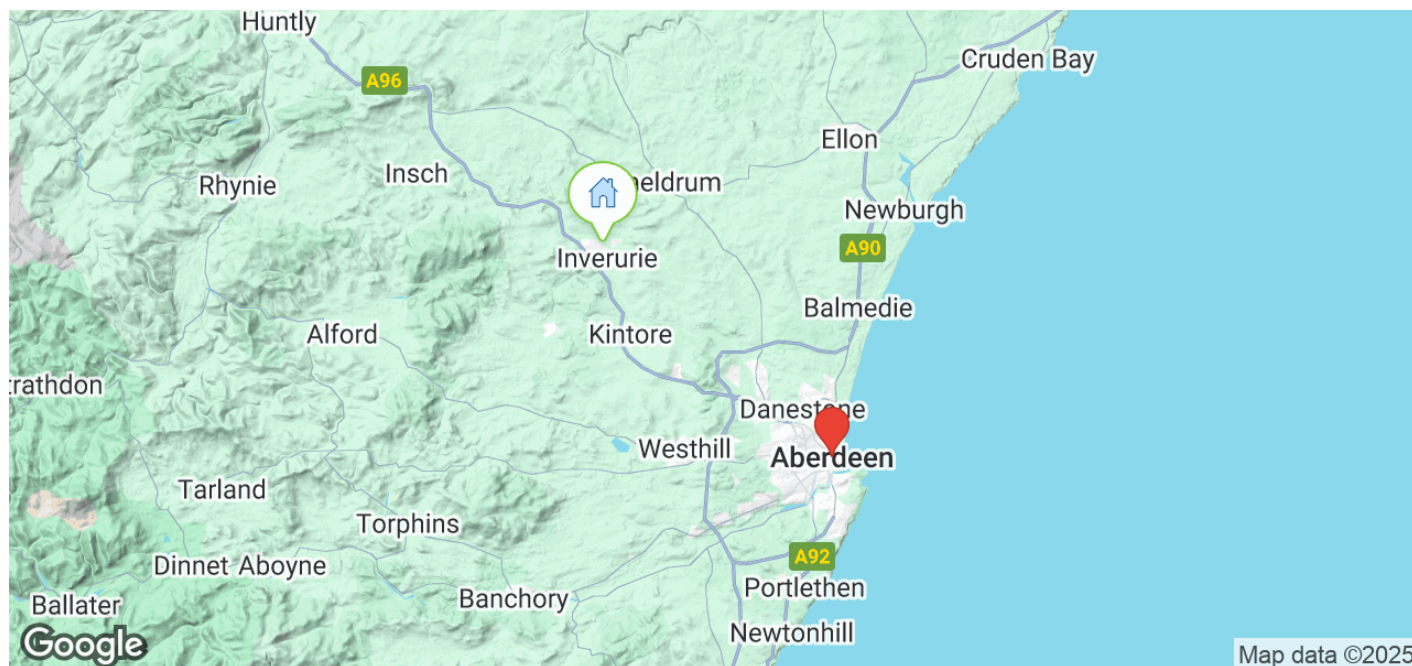 Huntly
Cruden Bay
A96
Ellon
Insch
Rhynie
meldrum
Newburgh
A90
Inverurie
Balmedie
Alford
Kintore
trathdon
Danestone
Westhill
Aberdeen
Tarland
Torphins
A92
Dinnet Aboyne
Portlethen
Banchory
Ballater
Newtonhill
Google
Map data ©2025